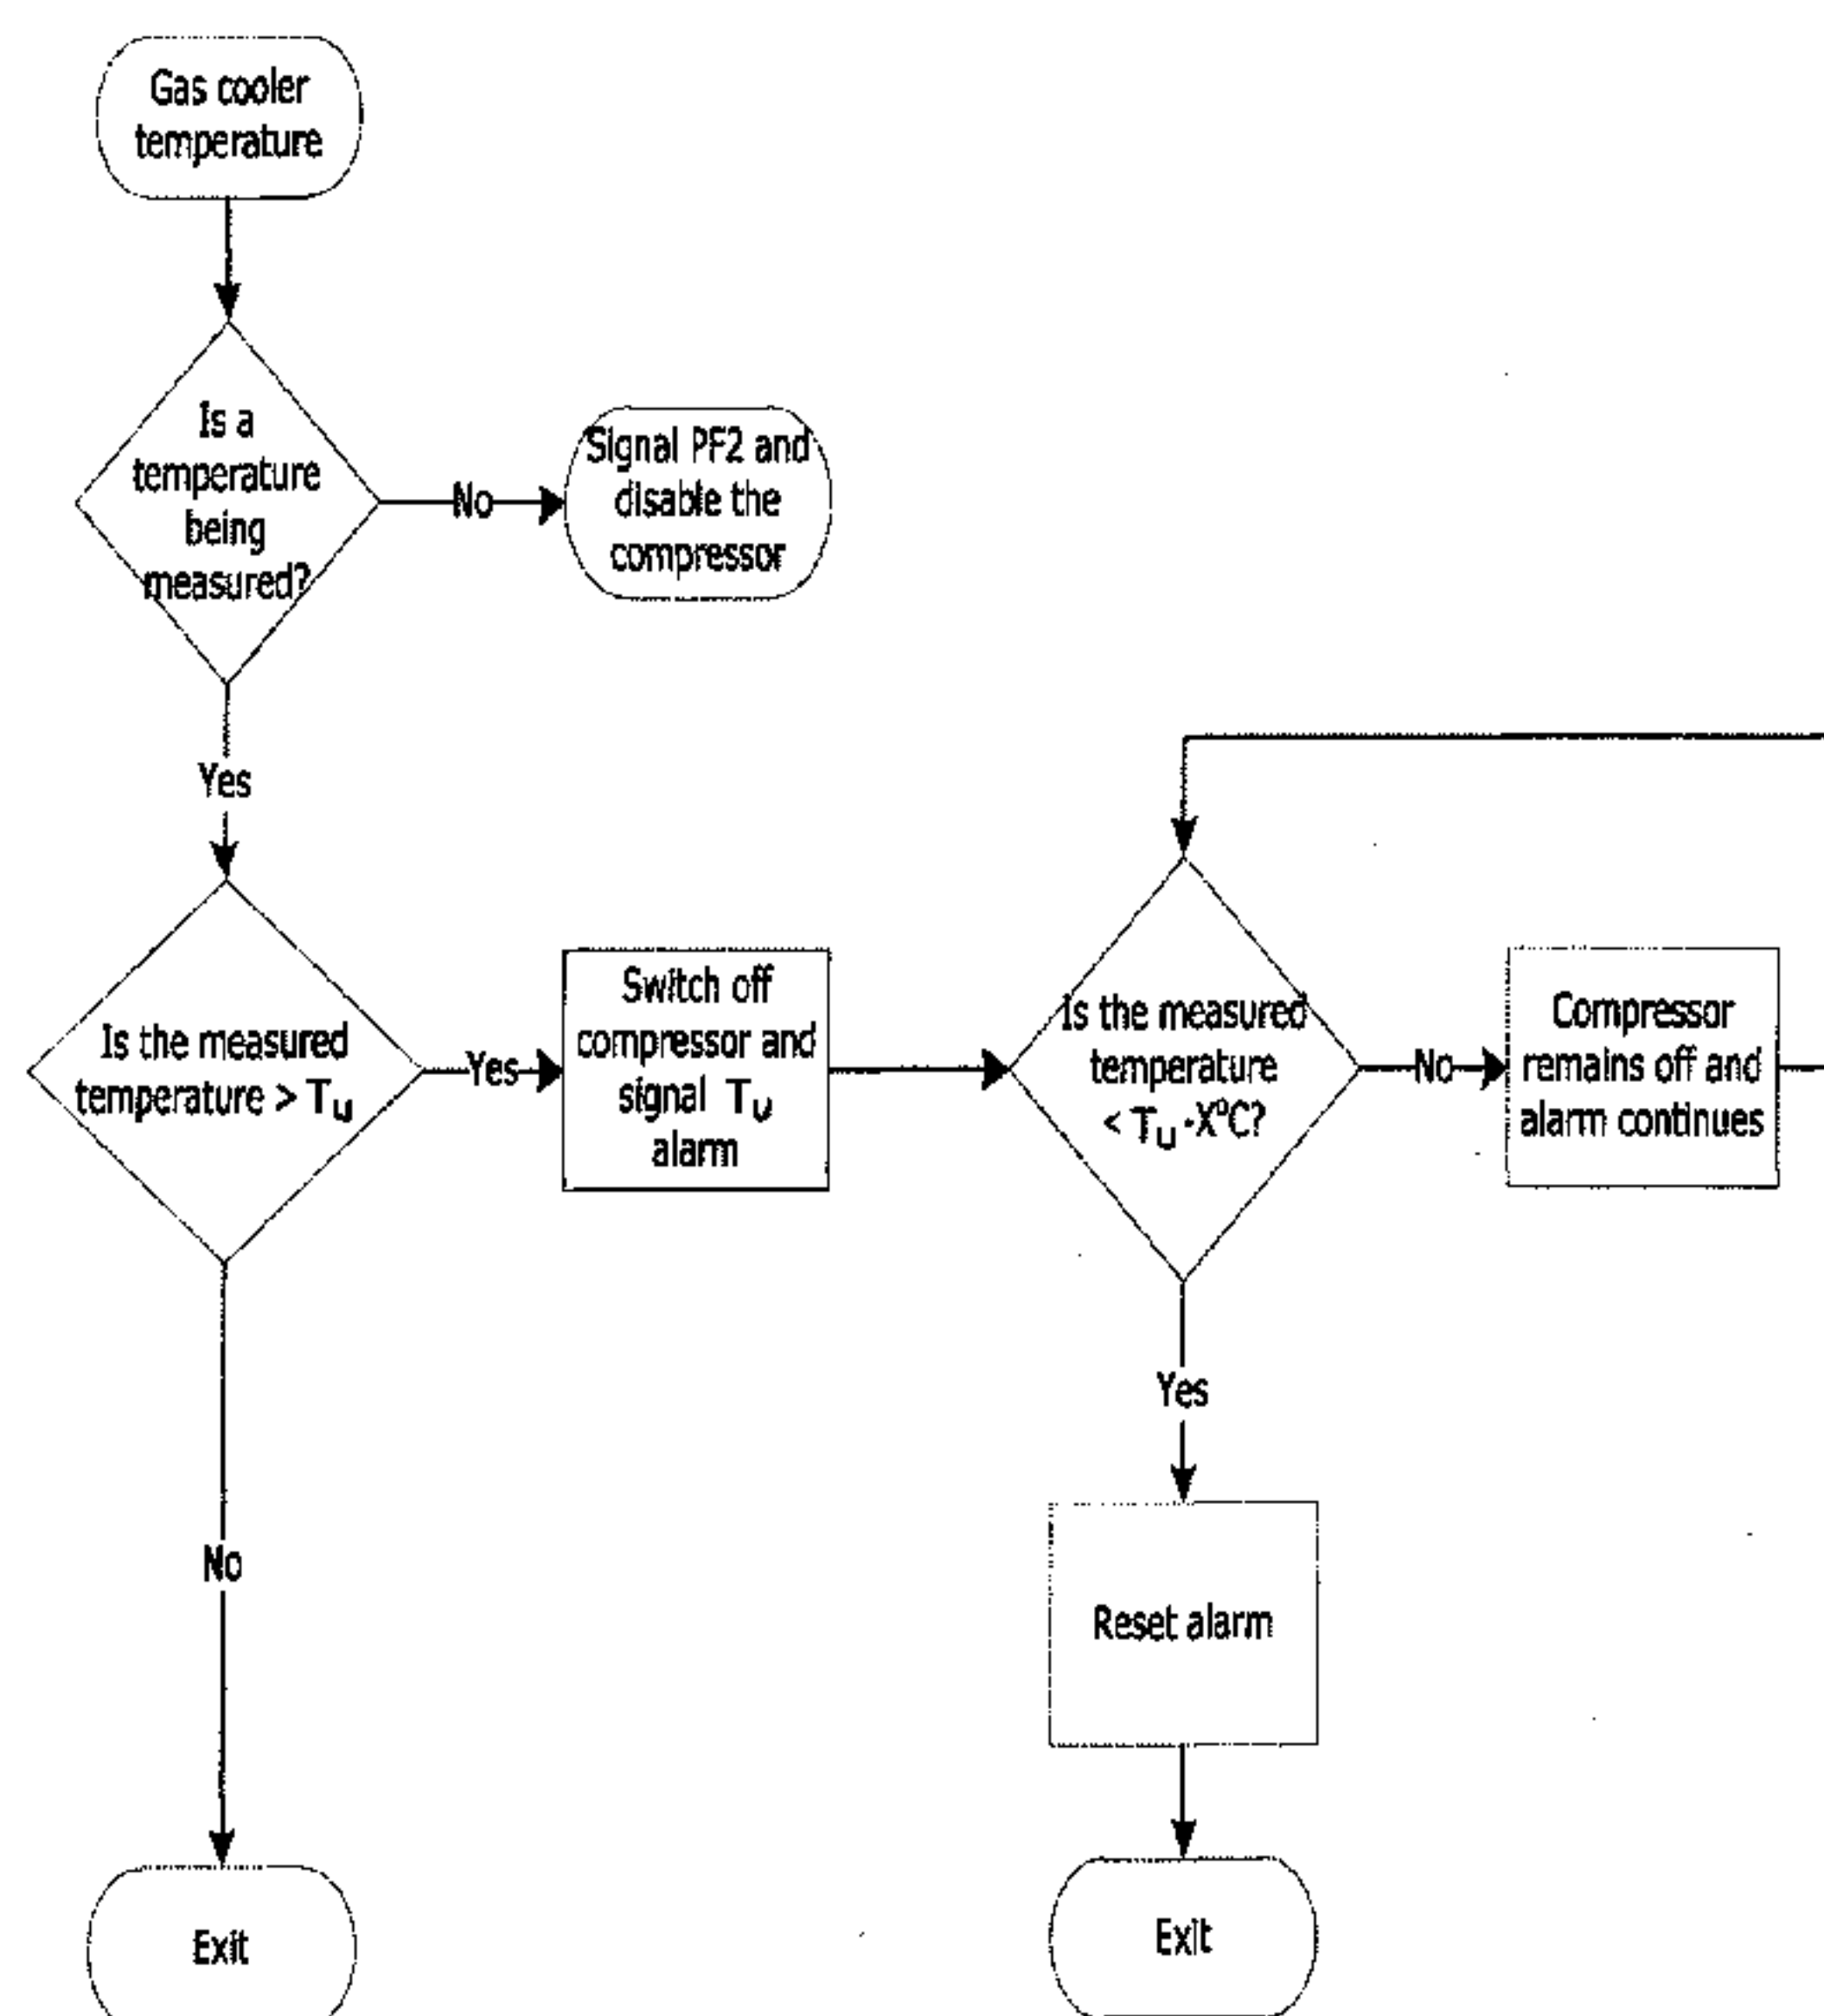 Gas cooler
temperature
Is a
temperature
being
measured?
No
Signal PF2 and
disable the
compressor
Yes
Is the measured
temperature > Tᵤ
Yes
Switch off
compressor and
signal Tᵤ
alarm
Is the measured
temperature
< Tᵤ -X°C?
No
Compressor
remains off and
alarm continues
Yes
Reset alarm
No
Exit
Exit